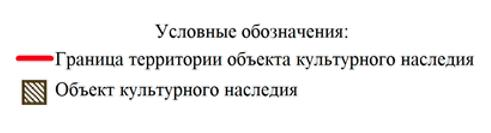 Условные обозначения:
Граница территории объекта культурного наследия
Объект культурного наследия